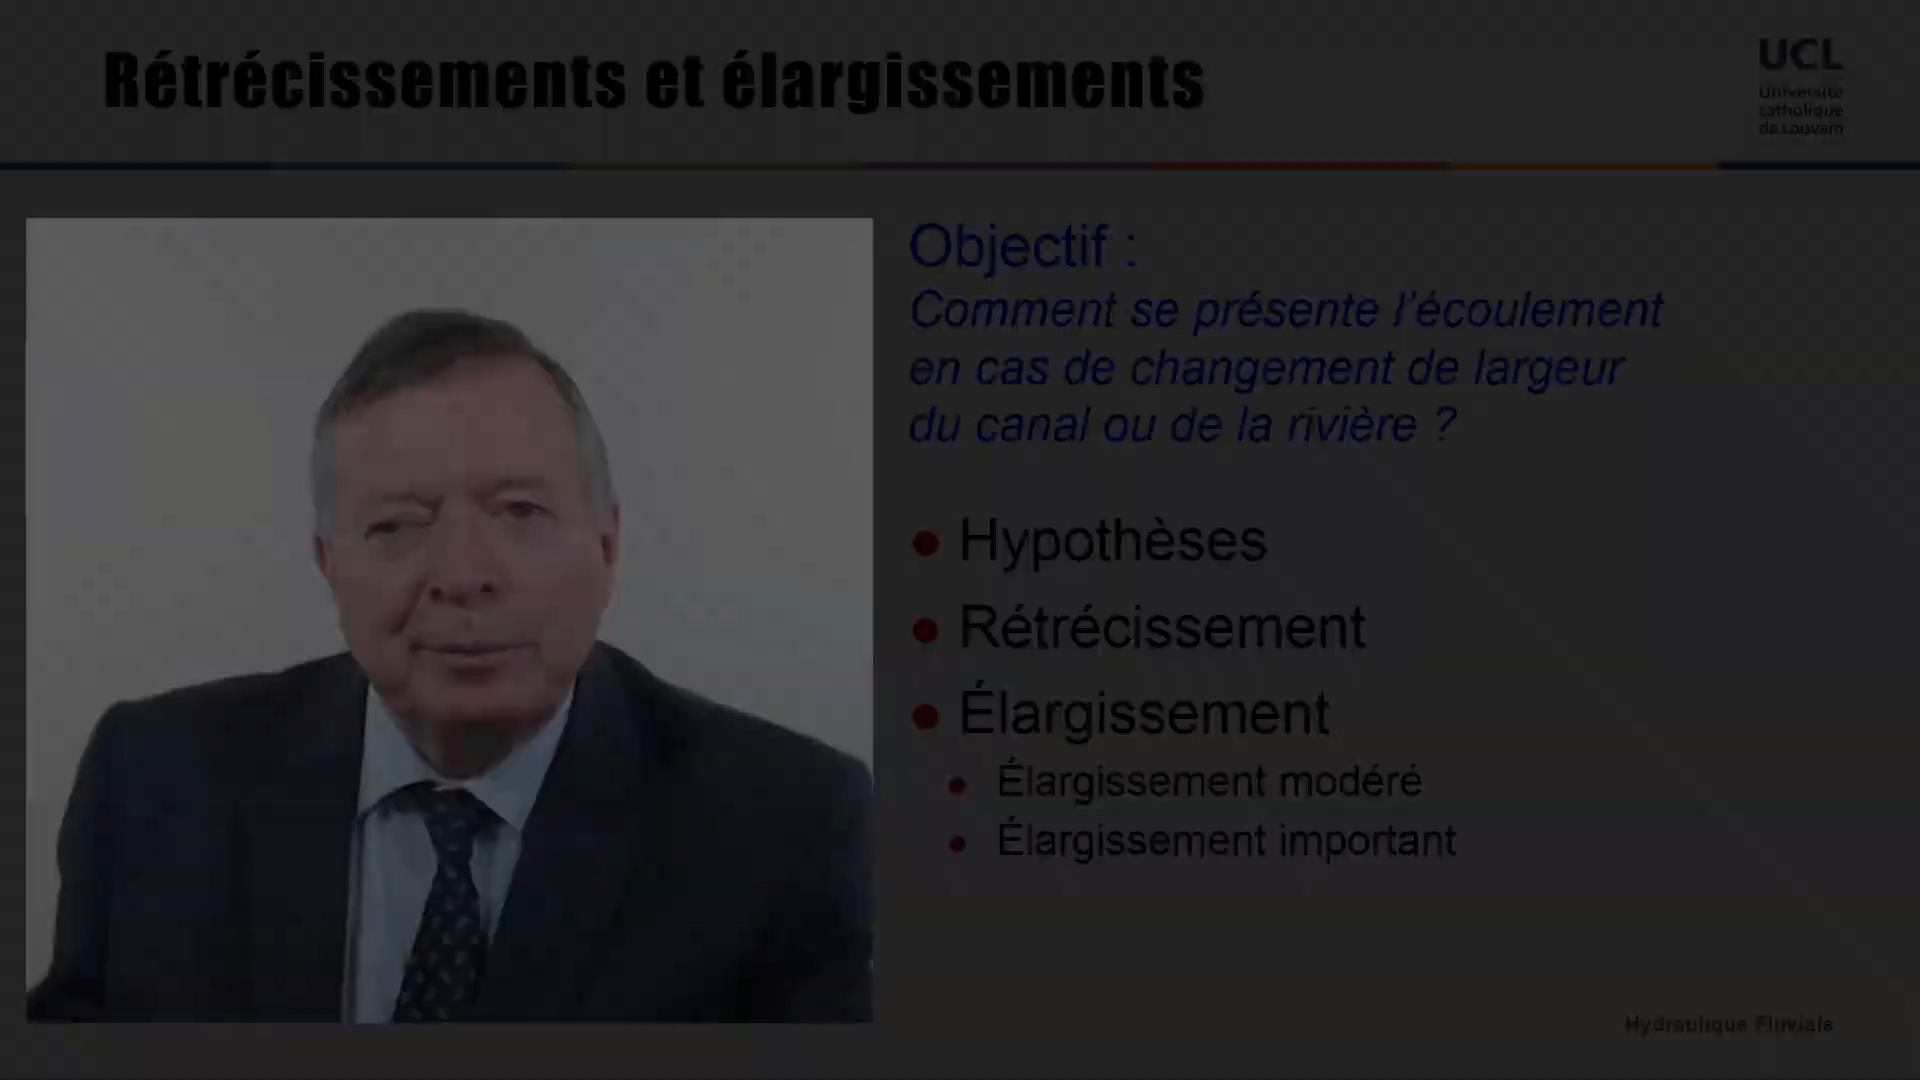 Rétrécissements et élargissements
UCL
Université
catholique
de Louvain
Objectif :
Comment se présente l'écoulement
en cas de changement de largeur
du canal ou de la rivière ?
• Hypothèses
• Rétrécissement
• Élargissement
• Élargissement modéré
• Élargissement important
Hydraulique Fluviale